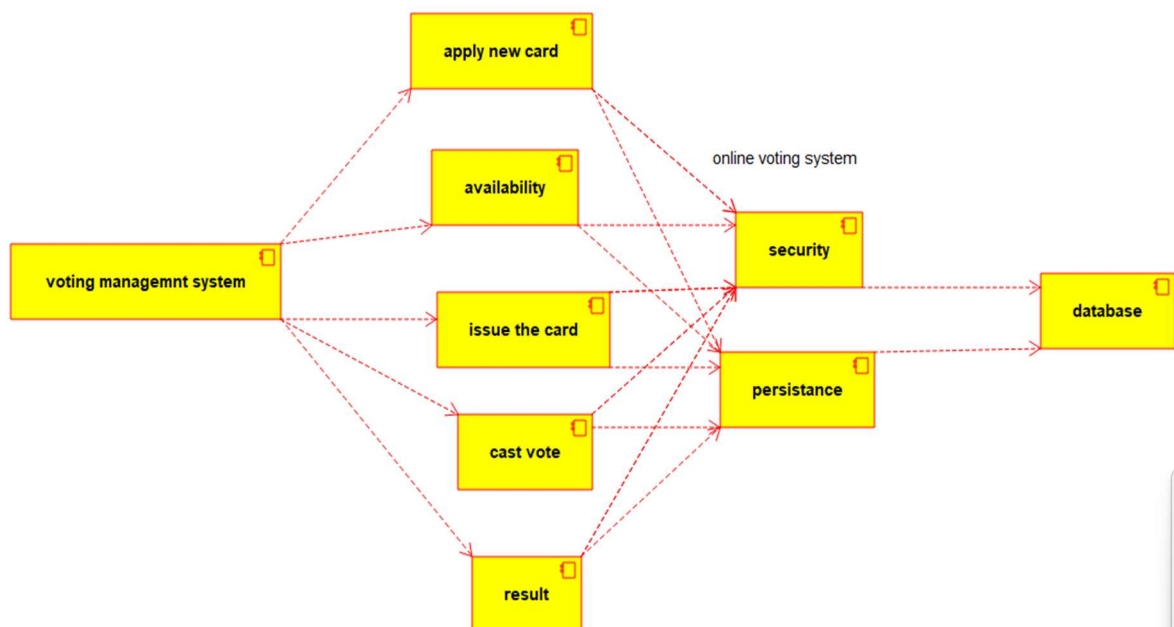 apply new card
availability
online voting system
voting managemnt system
security
issue the card
database
persistance
cast vote
result